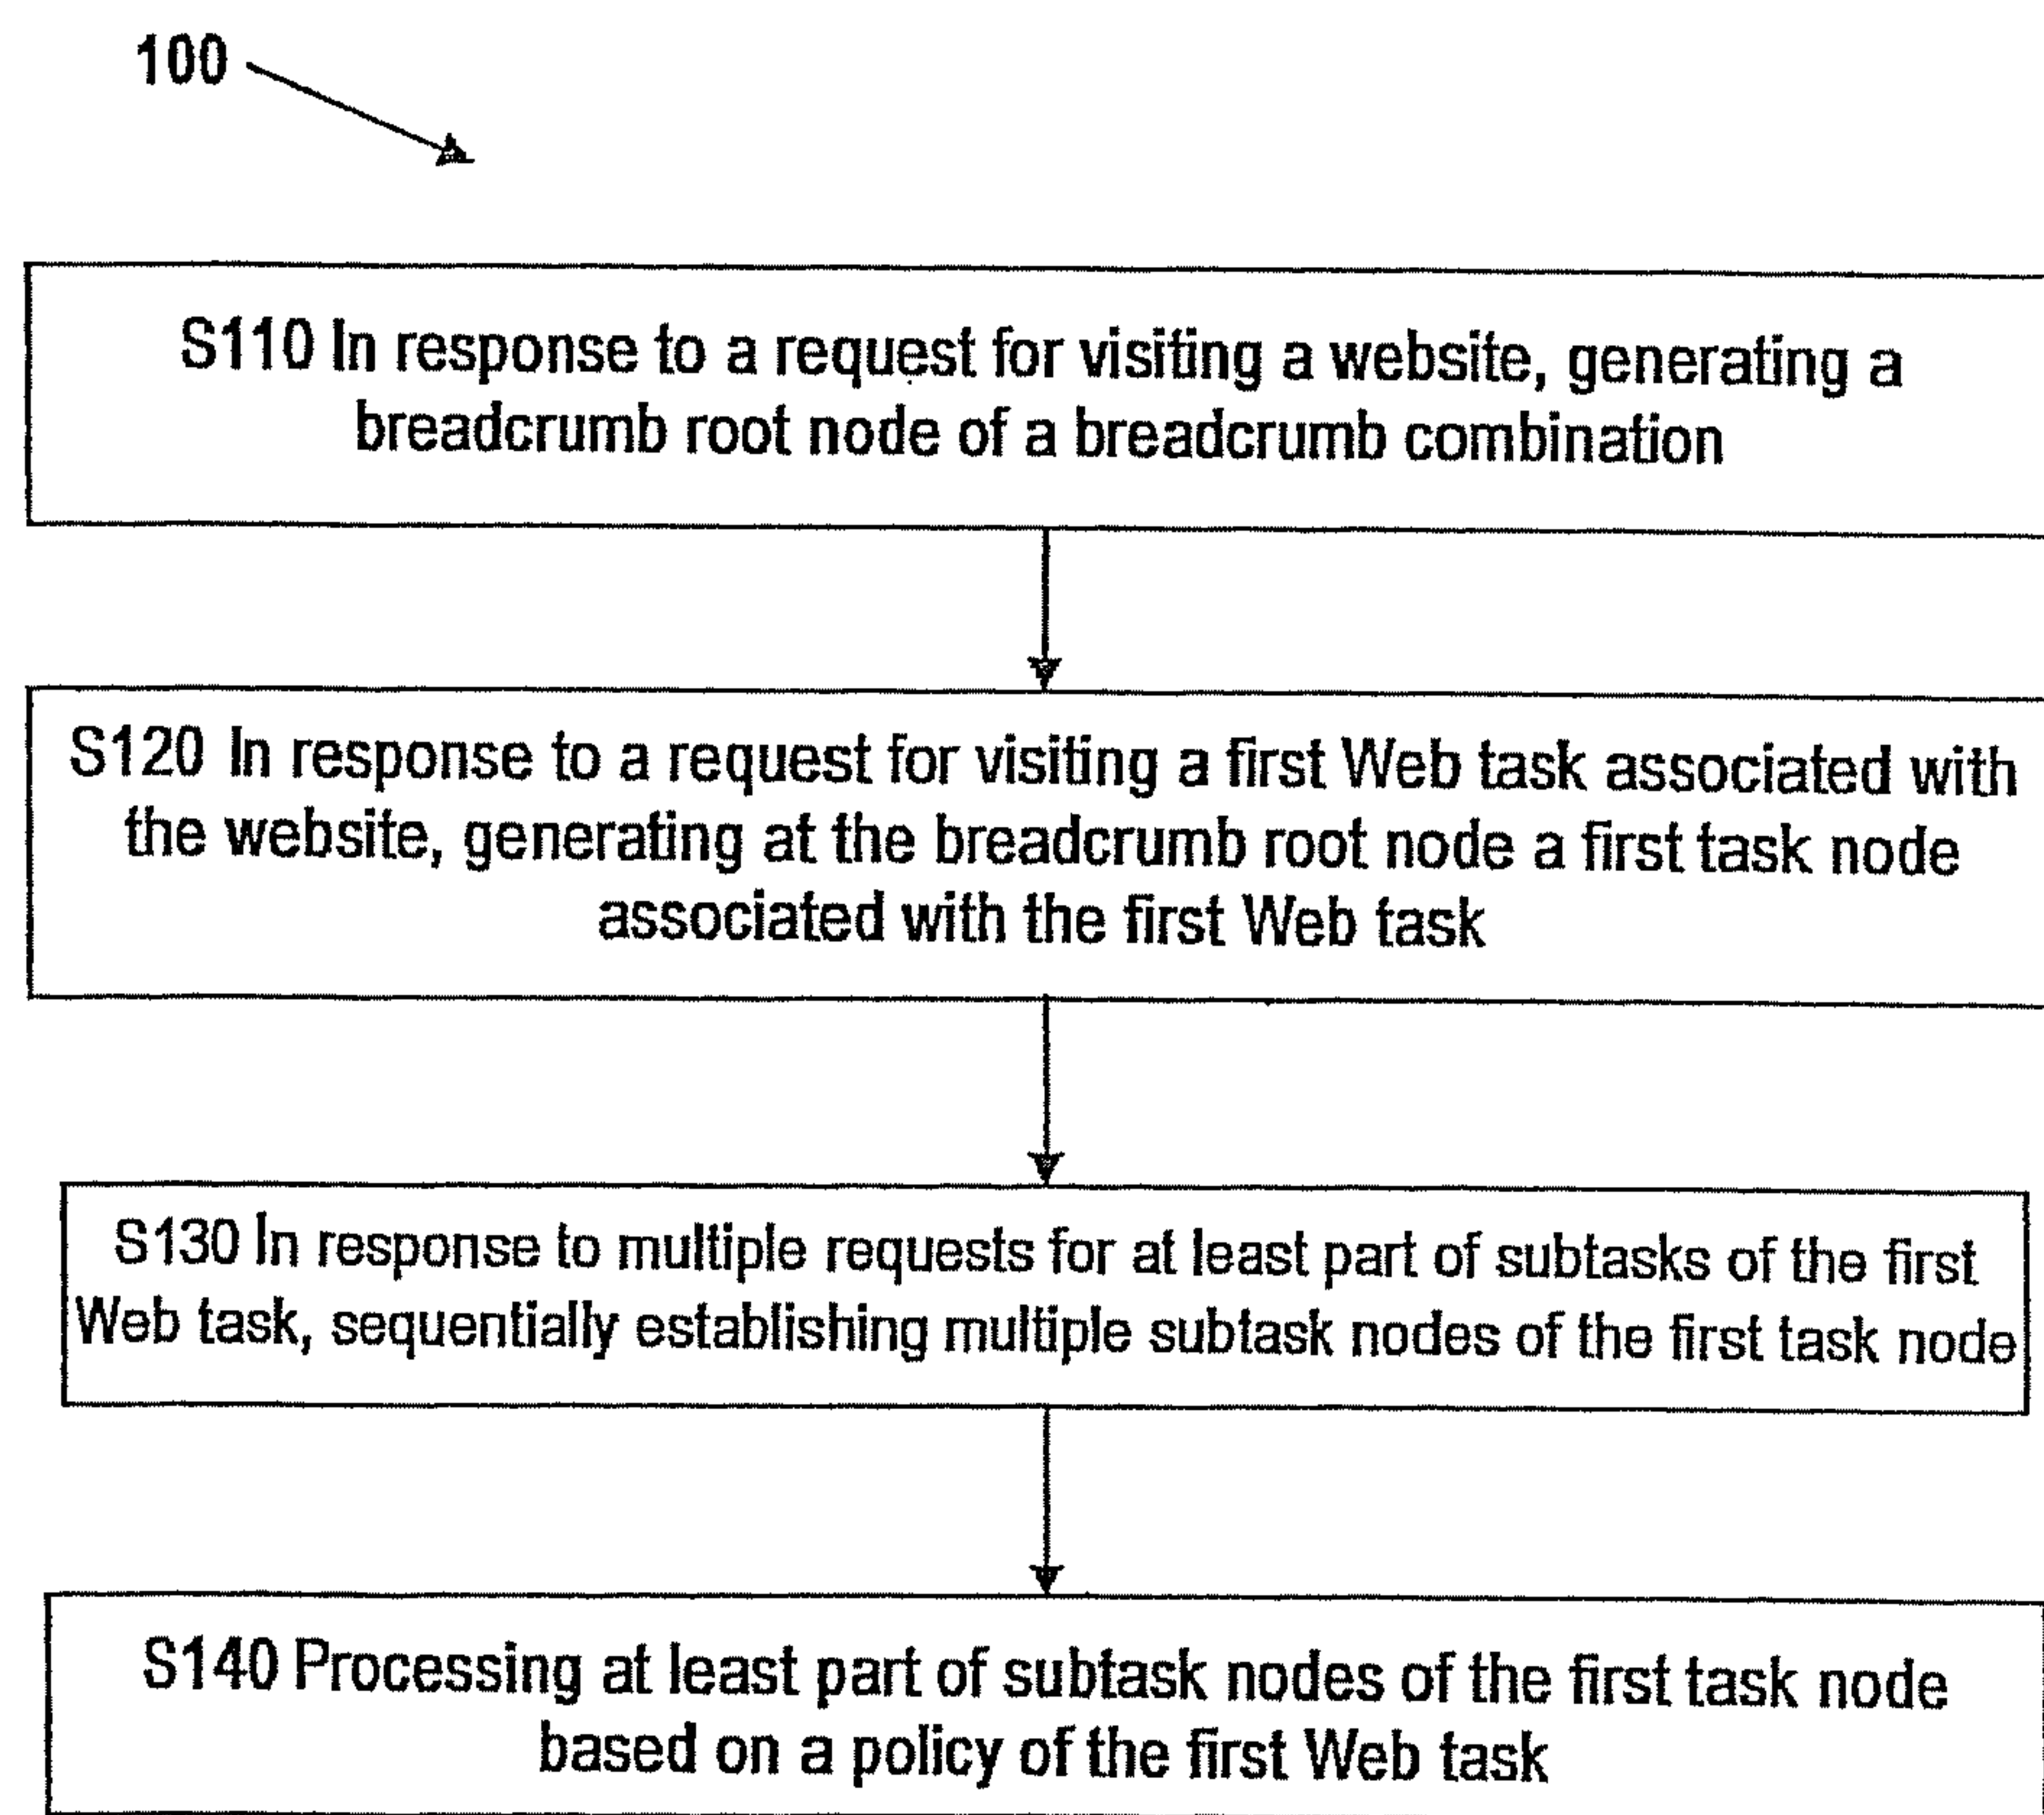 100
S110 In response to a request for visiting a website, generating a
breadcrumb root node of a breadcrumb combination
S120 In response to a request for visiting a first Web task associated with
the website, generating at the breadcrumb root node a first task node
associated with the first Web task
S130 In response to multiple requests for at least part of subtasks of the first
Web task, sequentially establishing multiple subtask nodes of the first task node
S140 Processing at least part of subtask nodes of the first task node
based on a policy of the first Web task